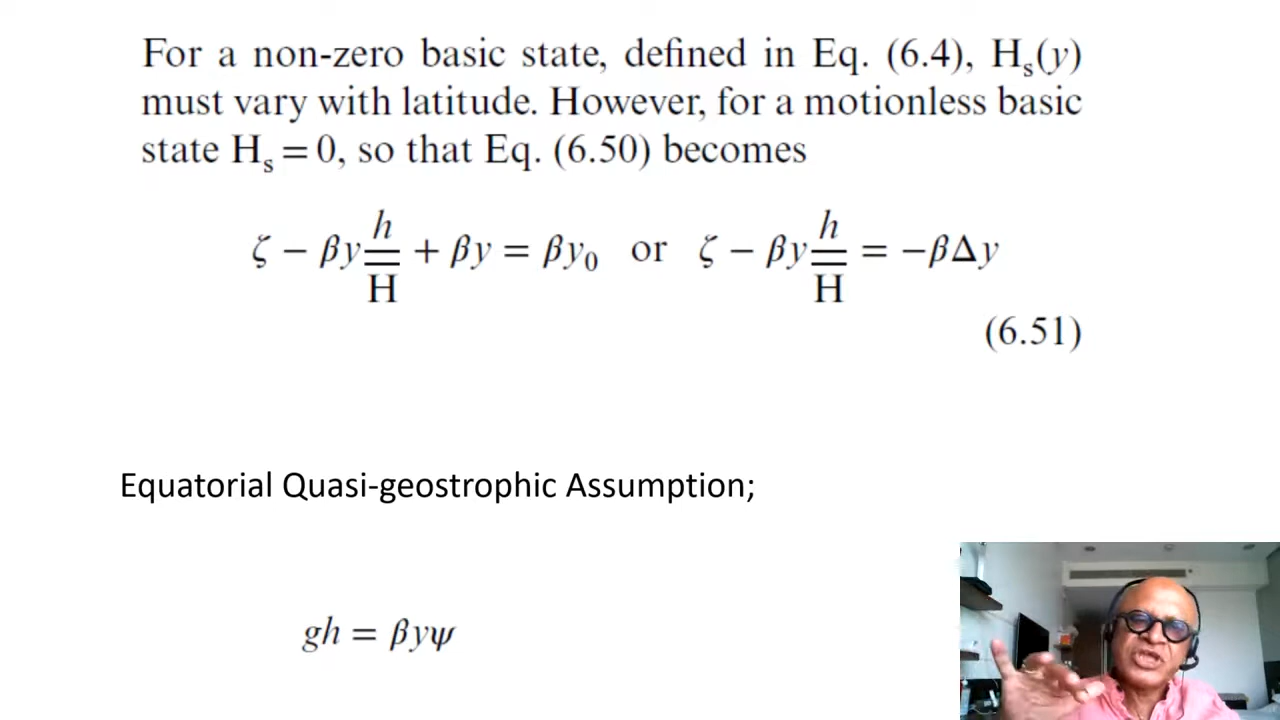 For a non-zero basic state, defined in Eq. (6.4), Hₛ(y)
must vary with latitude. However, for a motionless basic
state Hₛ = 0, so that Eq. (6.50) becomes
ζ − βy h/H̿ + βy = βy₀ or ζ − βy h/H̿ = −βΔy
(6.51)
Equatorial Quasi-geostrophic Assumption;
gh = βyψ